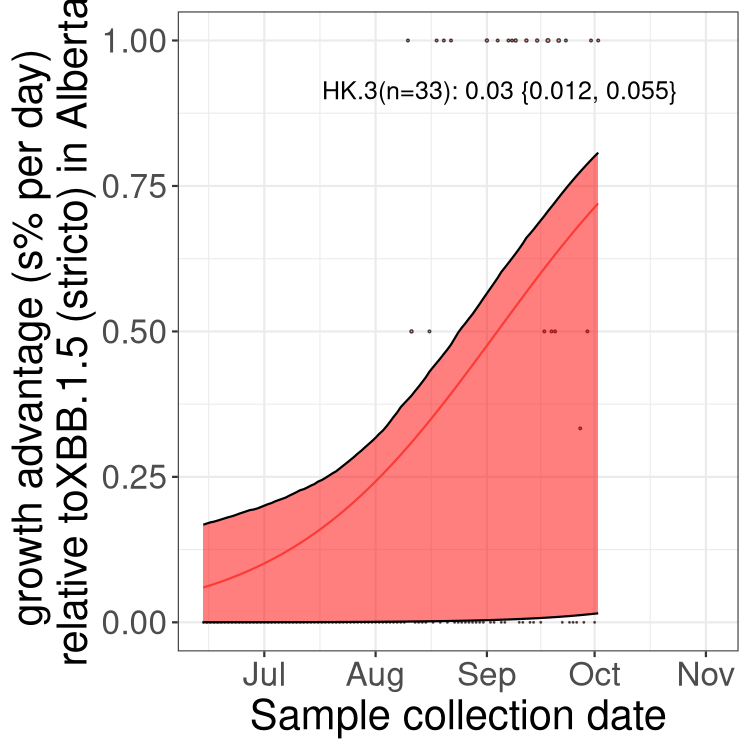 growth advantage (s% per day)
relative toXBB.1.5 (stricto) in Alberta
1.00
0.75
0.50
0.25
0.00
HK.3(n=33): 0.03 {0.012, 0.055}
Jul Aug Sep Oct Nov
Sample collection date